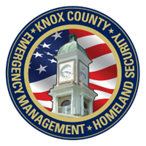 KNOX COUNTY
EMERGENCY MANAGEMENT ★ HOMELAND SECURITY